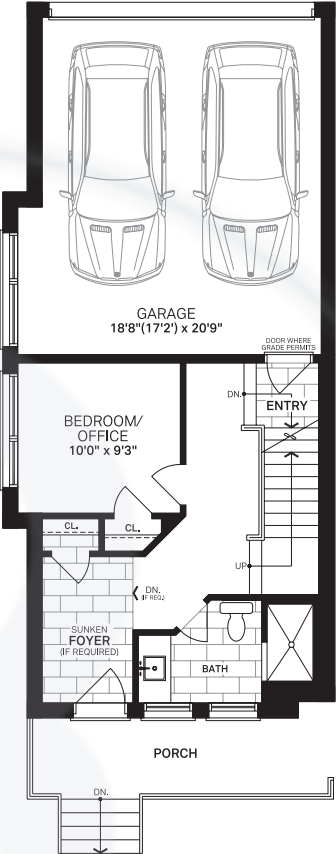 GARAGE
18'8"(17'2') x 20'9"
DOOR WHERE
GRADE PERMITS
DN.
ENTRY
BEDROOM/
OFFICE
10'0" x 9'3"
CL.
CL.
UP
DN.
(IF REQ.)
SUNKEN
FOYER
(IF REQUIRED)
BATH
PORCH
DN.